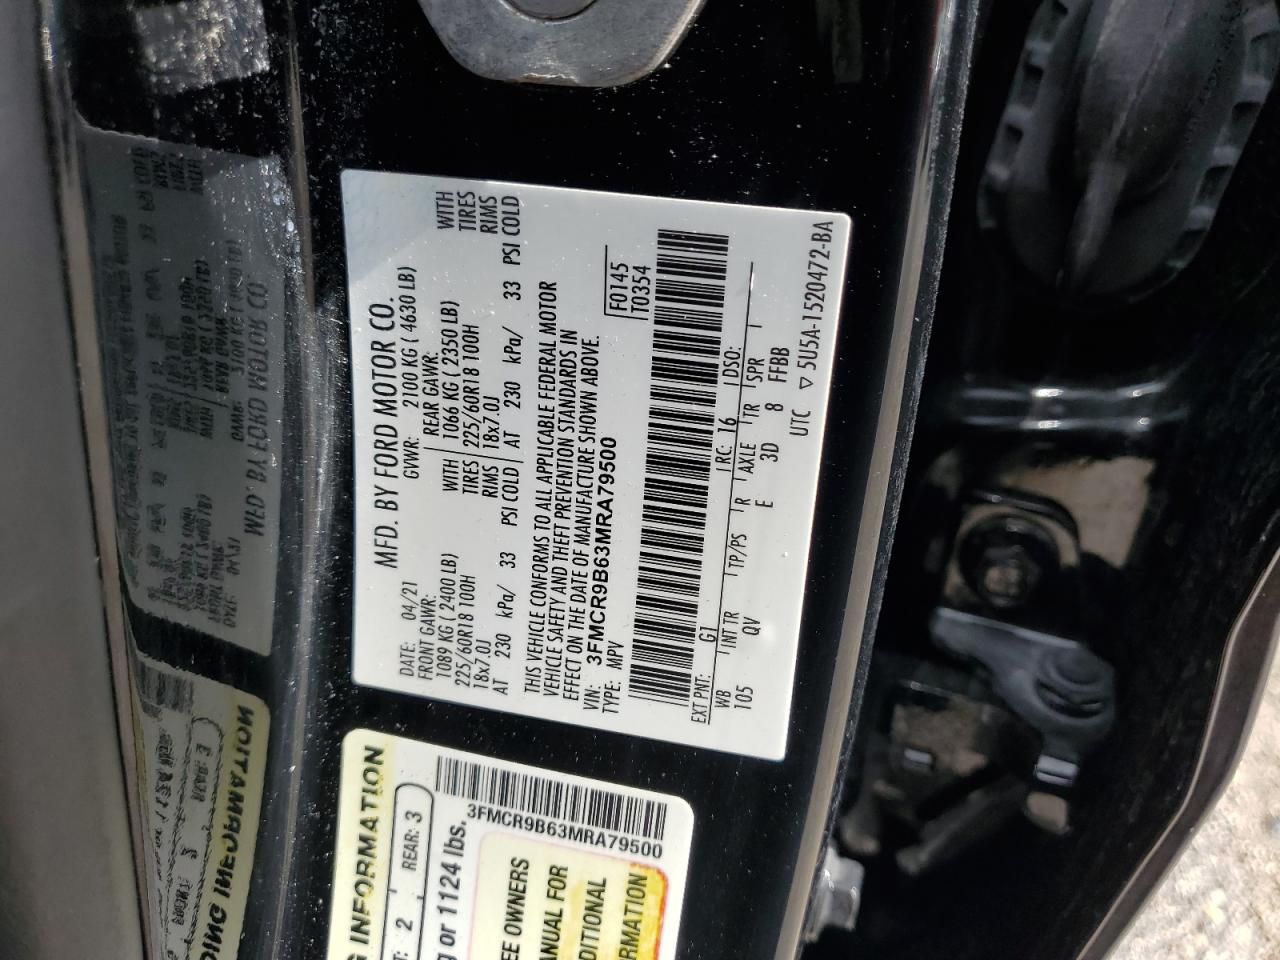 MFD. BY FORD MOTOR CO.
DATE: 04/21 GVWR: 2100 KG ( 4630 LB)
FRONT GAWR: REAR GAWR:
1089 KG ( 2400 LB) WITH 1066 KG ( 2350 LB) WITH
225/60R18 100H TIRES 225/60R18 100H TIRES
18x7.0J RIMS 18x7.0J RIMS
AT 230 kPa/ 33 PSI COLD AT 230 kPa/ 33 PSI COLD
THIS VEHICLE CONFORMS TO ALL APPLICABLE FEDERAL MOTOR
VEHICLE SAFETY AND THEFT PREVENTION STANDARDS IN
EFFECT ON THE DATE OF MANUFACTURE SHOWN ABOVE.
VIN: 3FMCR9B63MRA79500 F0145
TYPE: MPV T0354
EXT PNT: G1 RC: 16 DSO:
WB INT TR TP/PS R AXLE TR SPR
105 QV E 3D 8 FFBB
UTC ▽ 5U5A-1520472-BA
G INFORMATION
T: 2 REAR: 3
g or 1124 lbs.
3FMCR9B63MRA79500
EE OWNERS
ANUAL FOR
DITIONAL
ORMATION